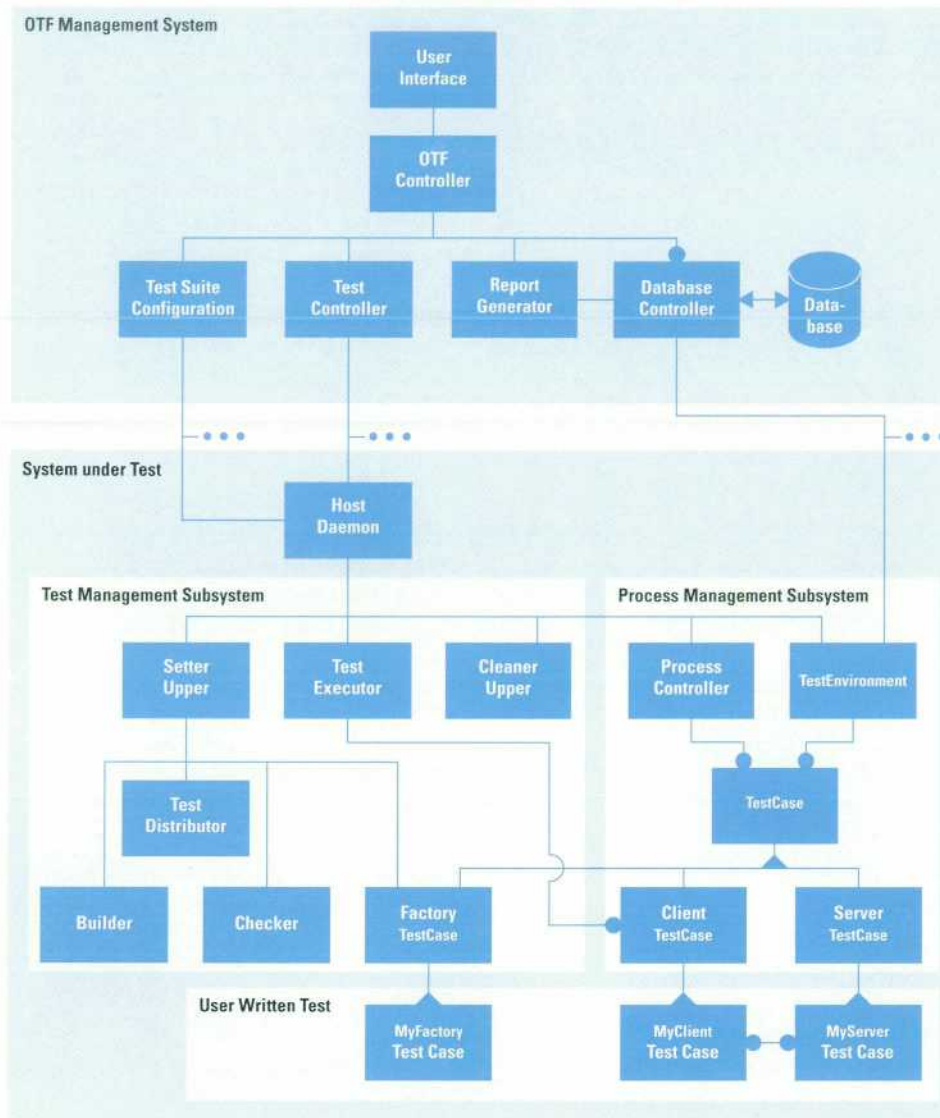 OTF Management System
User
Interface
OTF
Controller
Test Suite
Configuration
Test
Controller
Report
Generator
Database
Controller
Data-
base
System under Test
Host
Daemon
Test Management Subsystem
Process Management Subsystem
Setter
Upper
Test
Executor
Cleaner
Upper
Process
Controller
TestEnvironment
TestCase
Test
Distributor
Builder
Checker
Factory
TestCase
Client
TestCase
Server
TestCase
User Written Test
MyFactory
Test Case
MyClient
Test Case
MyServer
Test Case